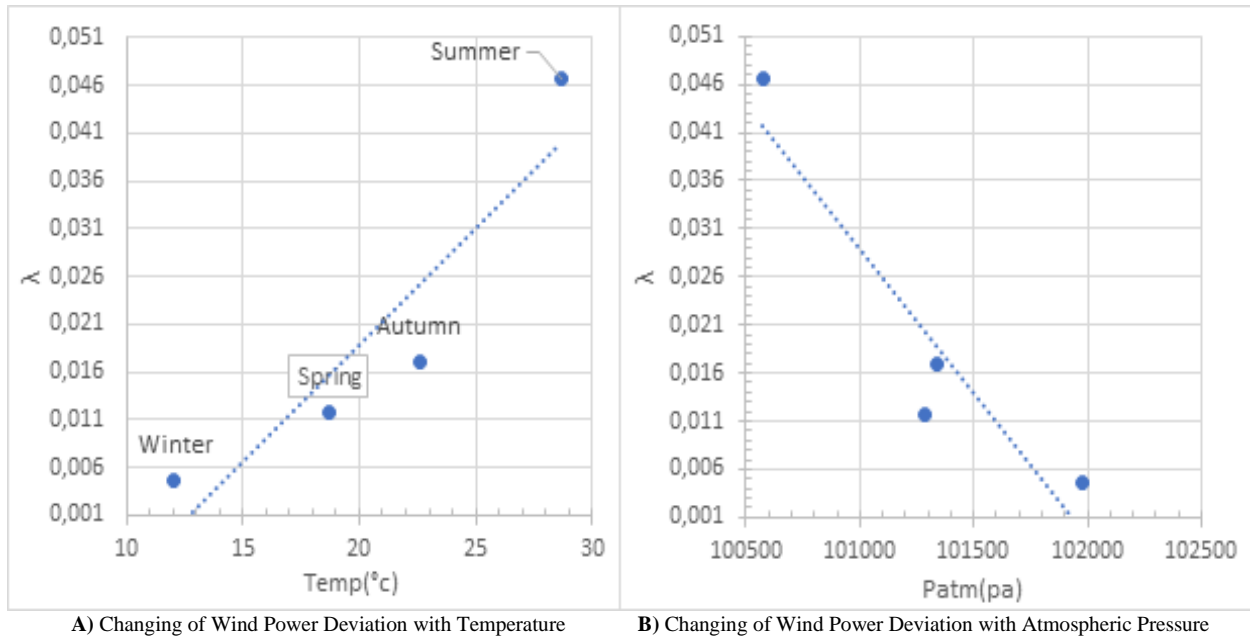 0,051
0,046
0,041
0,036
0,031
0,026
0,021
0,016
0,011
0,006
0,001
λ
Summer
Autumn
Spring
Winter
10 15 20 25 30
Temp(°c)
0,051
0,046
0,041
0,036
0,031
0,026
0,021
0,016
0,011
0,006
0,001
λ
100500 101000 101500 102000 102500
Patm(pa)
A) Changing of Wind Power Deviation with Temperature
B) Changing of Wind Power Deviation with Atmospheric Pressure